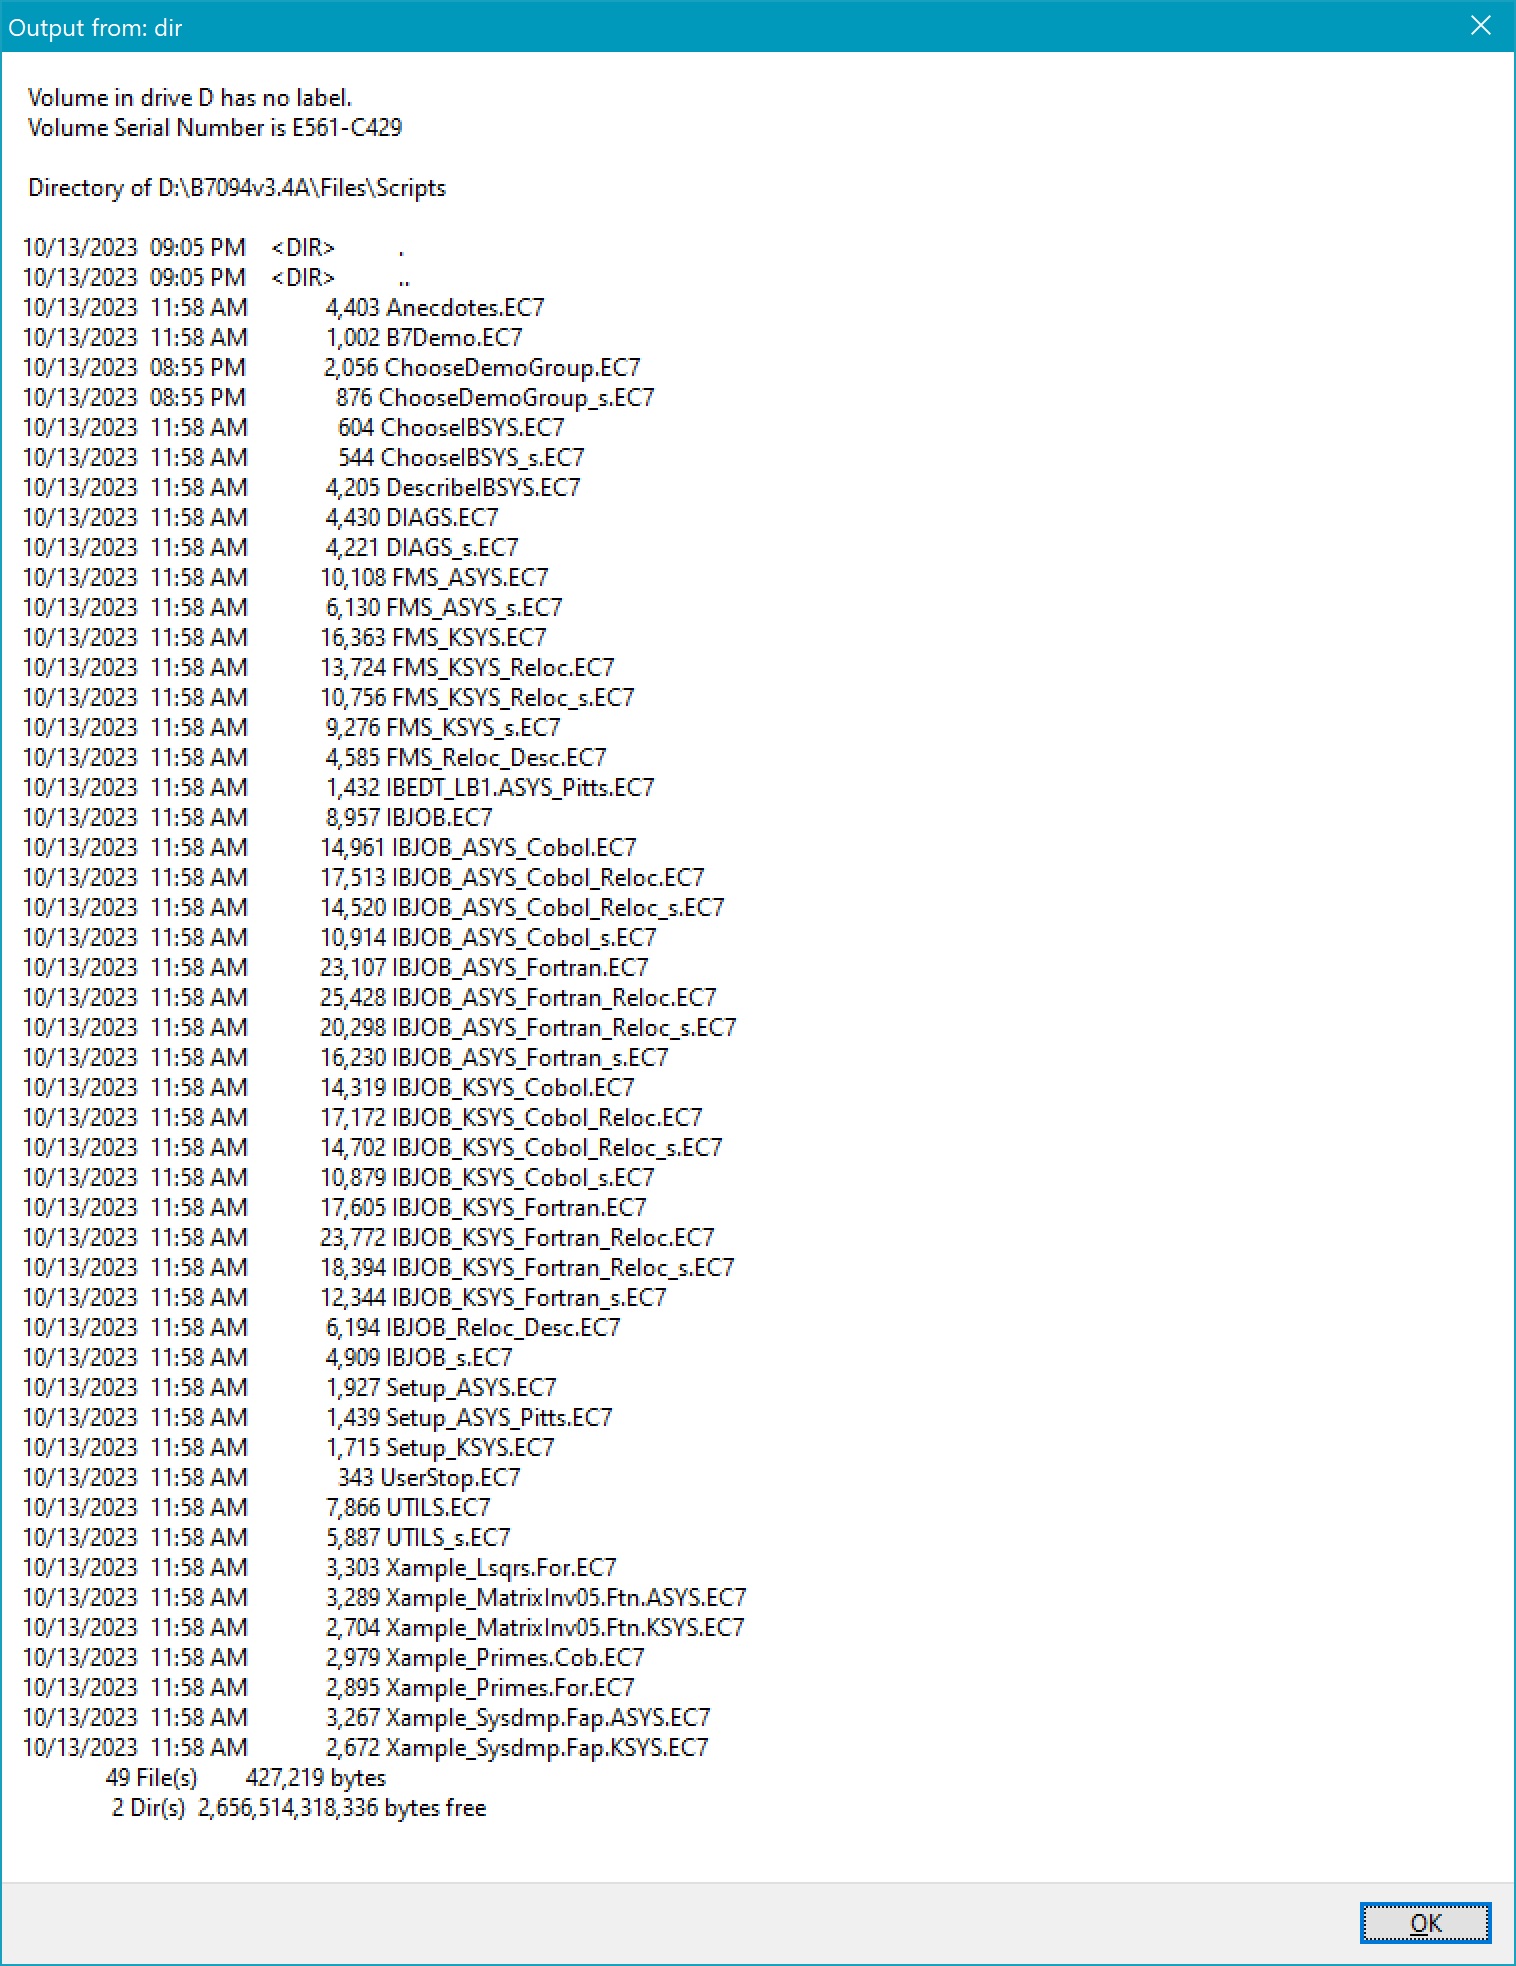 Output from: dir
Volume in drive D has no label.
Volume Serial Number is E561-C429
Directory of D:\B7094v3.4A\Files\Scripts
10/13/2023  09:05 PM    <DIR>          .
10/13/2023  09:05 PM    <DIR>          ..
10/13/2023  11:58 AM             4,403 Anecdotes.EC7
10/13/2023  11:58 AM             1,002 B7Demo.EC7
10/13/2023  08:55 PM             2,056 ChooseDemoGroup.EC7
10/13/2023  08:55 PM               876 ChooseDemoGroup_s.EC7
10/13/2023  11:58 AM               604 ChooseIBSYS.EC7
10/13/2023  11:58 AM               544 ChooseIBSYS_s.EC7
10/13/2023  11:58 AM             4,205 DescribeIBSYS.EC7
10/13/2023  11:58 AM             4,430 DIAGS.EC7
10/13/2023  11:58 AM             4,221 DIAGS_s.EC7
10/13/2023  11:58 AM            10,108 FMS_ASYS.EC7
10/13/2023  11:58 AM             6,130 FMS_ASYS_s.EC7
10/13/2023  11:58 AM            16,363 FMS_KSYS.EC7
10/13/2023  11:58 AM            13,724 FMS_KSYS_Reloc.EC7
10/13/2023  11:58 AM            10,756 FMS_KSYS_Reloc_s.EC7
10/13/2023  11:58 AM             9,276 FMS_KSYS_s.EC7
10/13/2023  11:58 AM             4,585 FMS_Reloc_Desc.EC7
10/13/2023  11:58 AM             1,432 IBEDT_LB1.ASYS_Pitts.EC7
10/13/2023  11:58 AM             8,957 IBJOB.EC7
10/13/2023  11:58 AM            14,961 IBJOB_ASYS_Cobol.EC7
10/13/2023  11:58 AM            17,513 IBJOB_ASYS_Cobol_Reloc.EC7
10/13/2023  11:58 AM            14,520 IBJOB_ASYS_Cobol_Reloc_s.EC7
10/13/2023  11:58 AM            10,914 IBJOB_ASYS_Cobol_s.EC7
10/13/2023  11:58 AM            23,107 IBJOB_ASYS_Fortran.EC7
10/13/2023  11:58 AM            25,428 IBJOB_ASYS_Fortran_Reloc.EC7
10/13/2023  11:58 AM            20,298 IBJOB_ASYS_Fortran_Reloc_s.EC7
10/13/2023  11:58 AM            16,230 IBJOB_ASYS_Fortran_s.EC7
10/13/2023  11:58 AM            14,319 IBJOB_KSYS_Cobol.EC7
10/13/2023  11:58 AM            17,172 IBJOB_KSYS_Cobol_Reloc.EC7
10/13/2023  11:58 AM            14,702 IBJOB_KSYS_Cobol_Reloc_s.EC7
10/13/2023  11:58 AM            10,879 IBJOB_KSYS_Cobol_s.EC7
10/13/2023  11:58 AM            17,605 IBJOB_KSYS_Fortran.EC7
10/13/2023  11:58 AM            23,772 IBJOB_KSYS_Fortran_Reloc.EC7
10/13/2023  11:58 AM            18,394 IBJOB_KSYS_Fortran_Reloc_s.EC7
10/13/2023  11:58 AM            12,344 IBJOB_KSYS_Fortran_s.EC7
10/13/2023  11:58 AM             6,194 IBJOB_Reloc_Desc.EC7
10/13/2023  11:58 AM             4,909 IBJOB_s.EC7
10/13/2023  11:58 AM             1,927 Setup_ASYS.EC7
10/13/2023  11:58 AM             1,439 Setup_ASYS_Pitts.EC7
10/13/2023  11:58 AM             1,715 Setup_KSYS.EC7
10/13/2023  11:58 AM               343 UserStop.EC7
10/13/2023  11:58 AM             7,866 UTILS.EC7
10/13/2023  11:58 AM             5,887 UTILS_s.EC7
10/13/2023  11:58 AM             3,303 Xample_Lsqrs.For.EC7
10/13/2023  11:58 AM             3,289 Xample_MatrixInv05.Ftn.ASYS.EC7
10/13/2023  11:58 AM             2,704 Xample_MatrixInv05.Ftn.KSYS.EC7
10/13/2023  11:58 AM             2,979 Xample_Primes.Cob.EC7
10/13/2023  11:58 AM             2,895 Xample_Primes.For.EC7
10/13/2023  11:58 AM             3,267 Xample_Sysdmp.Fap.ASYS.EC7
10/13/2023  11:58 AM             2,672 Xample_Sysdmp.Fap.KSYS.EC7
49 File(s)        427,219 bytes
2 Dir(s)  2,656,514,318,336 bytes free
OK